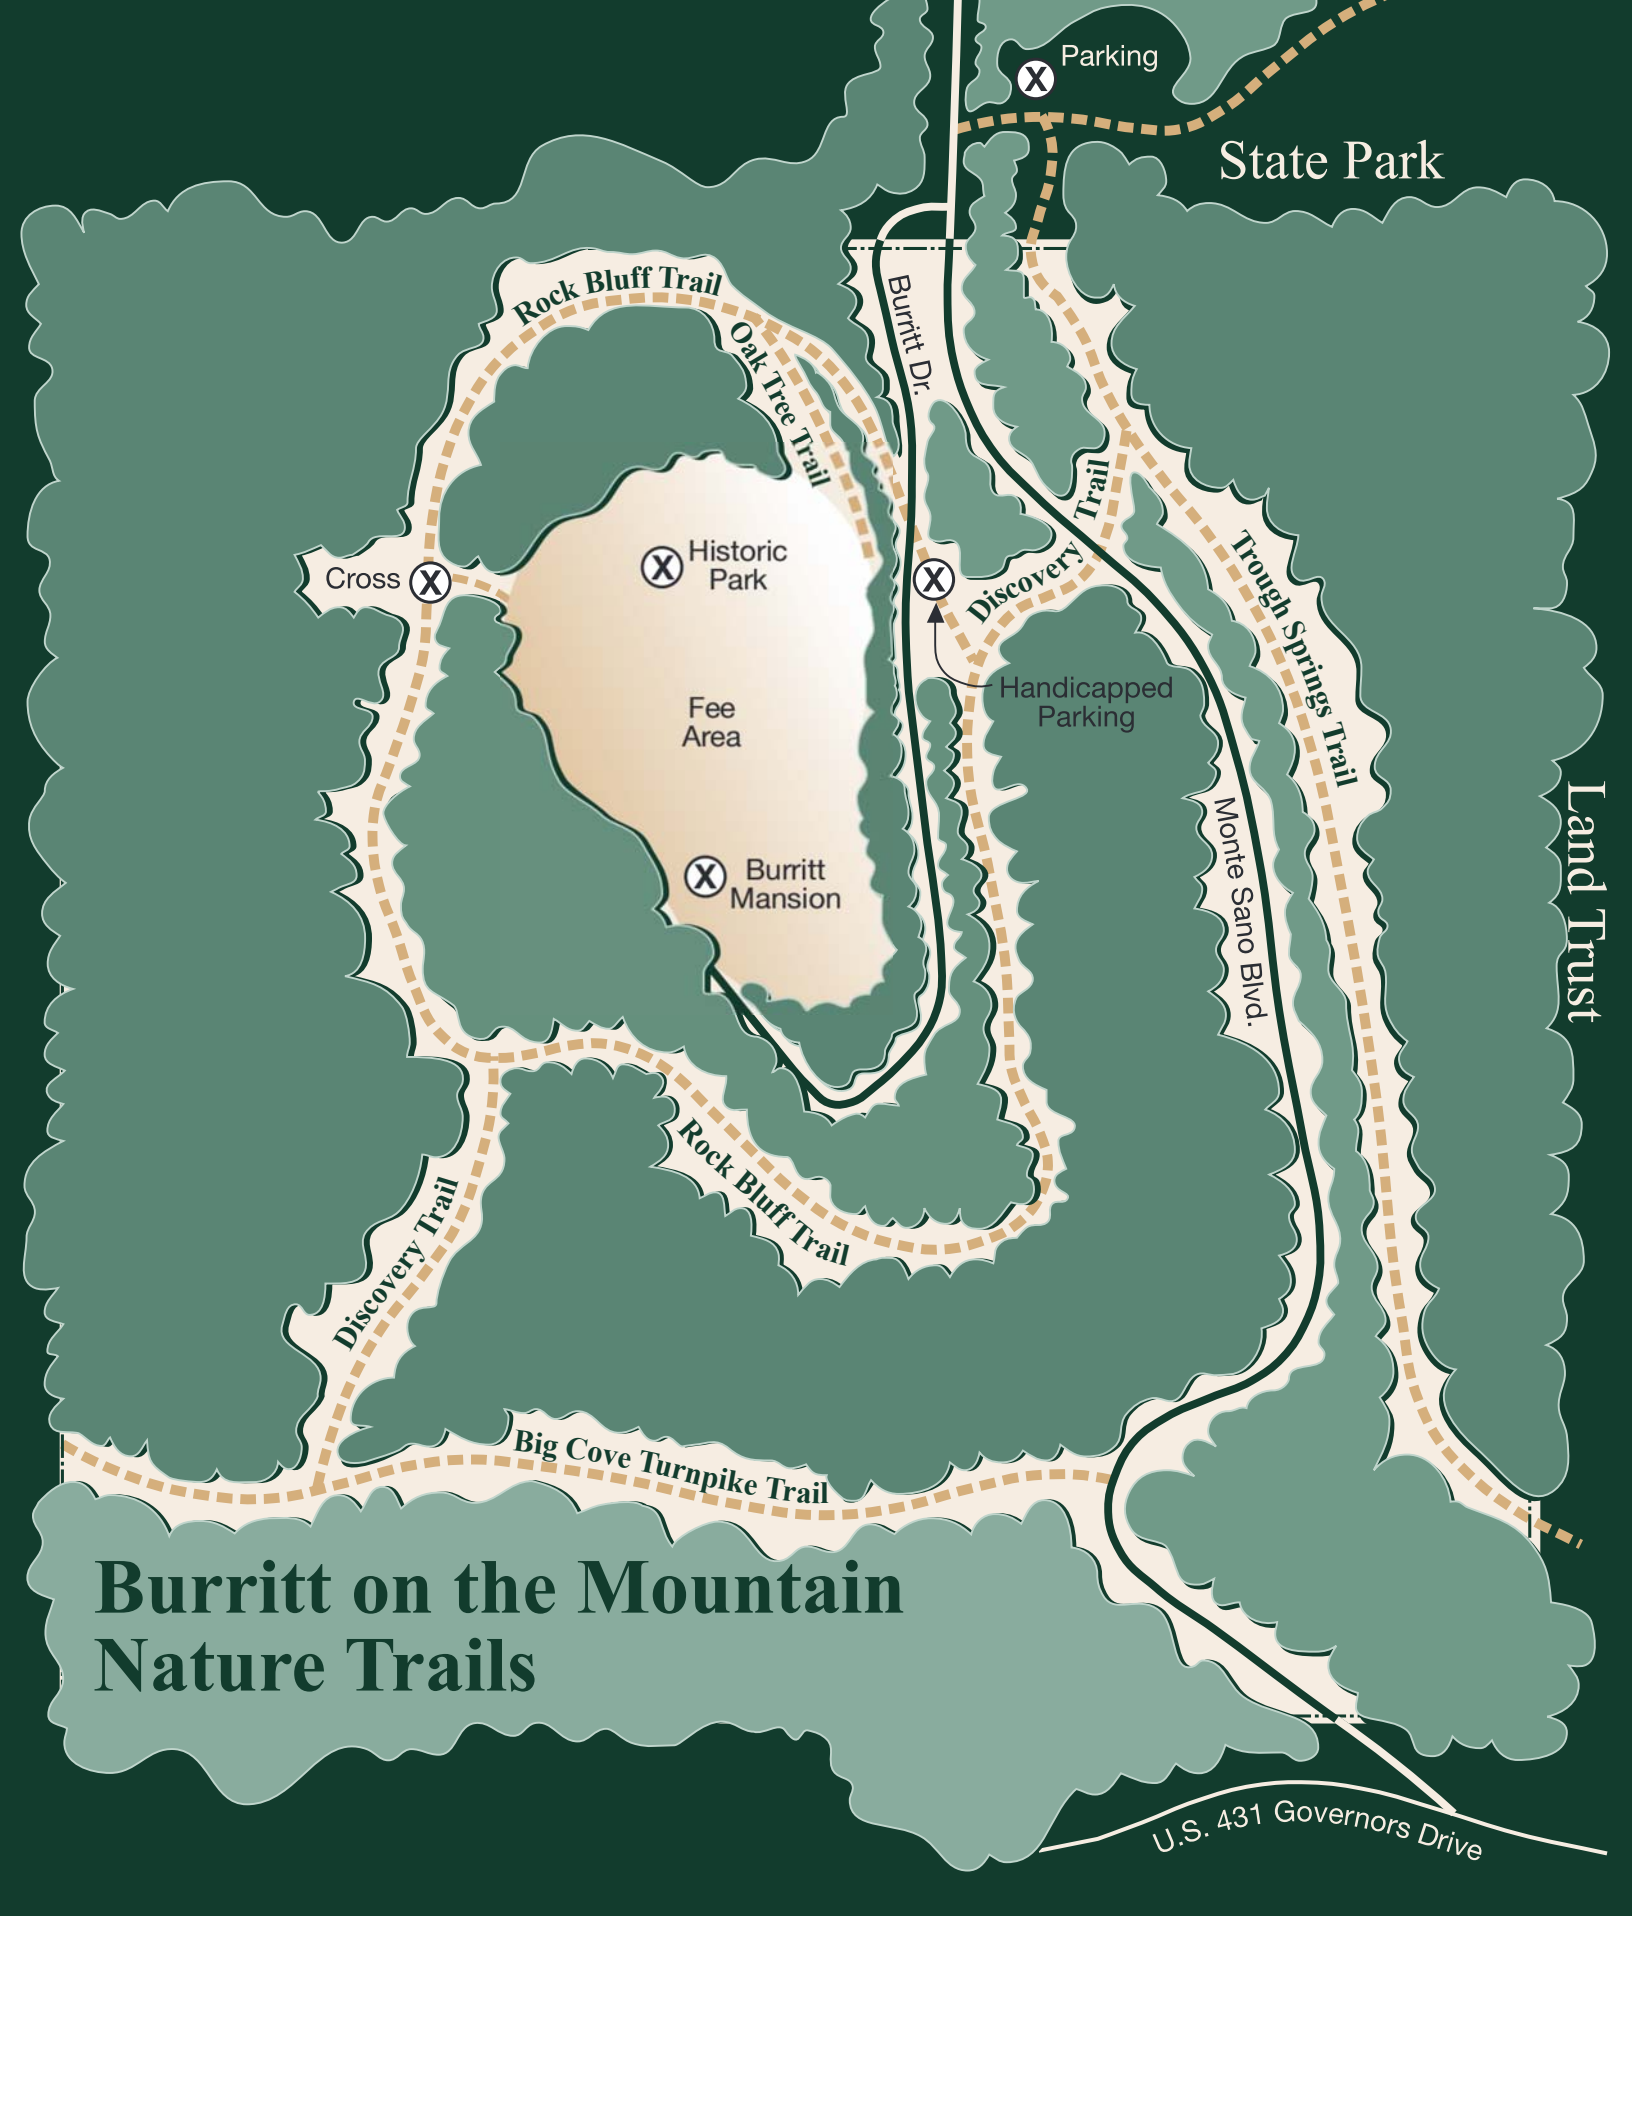 Parking
X
State Park
Rock Bluff Trail
Burritt Dr.
Oak Tree Trail
Trail
Discovery
Historic
Park
X
Cross
X
X
Trough Springs Trail
Handicapped
Parking
Fee
Area
Land Trust
Monte Sano Blvd.
X
Burritt
Mansion
Rock Bluff Trail
Discovery Trail
Big Cove Turnpike Trail
Burritt on the Mountain
Nature Trails
U.S. 431 Governors Drive